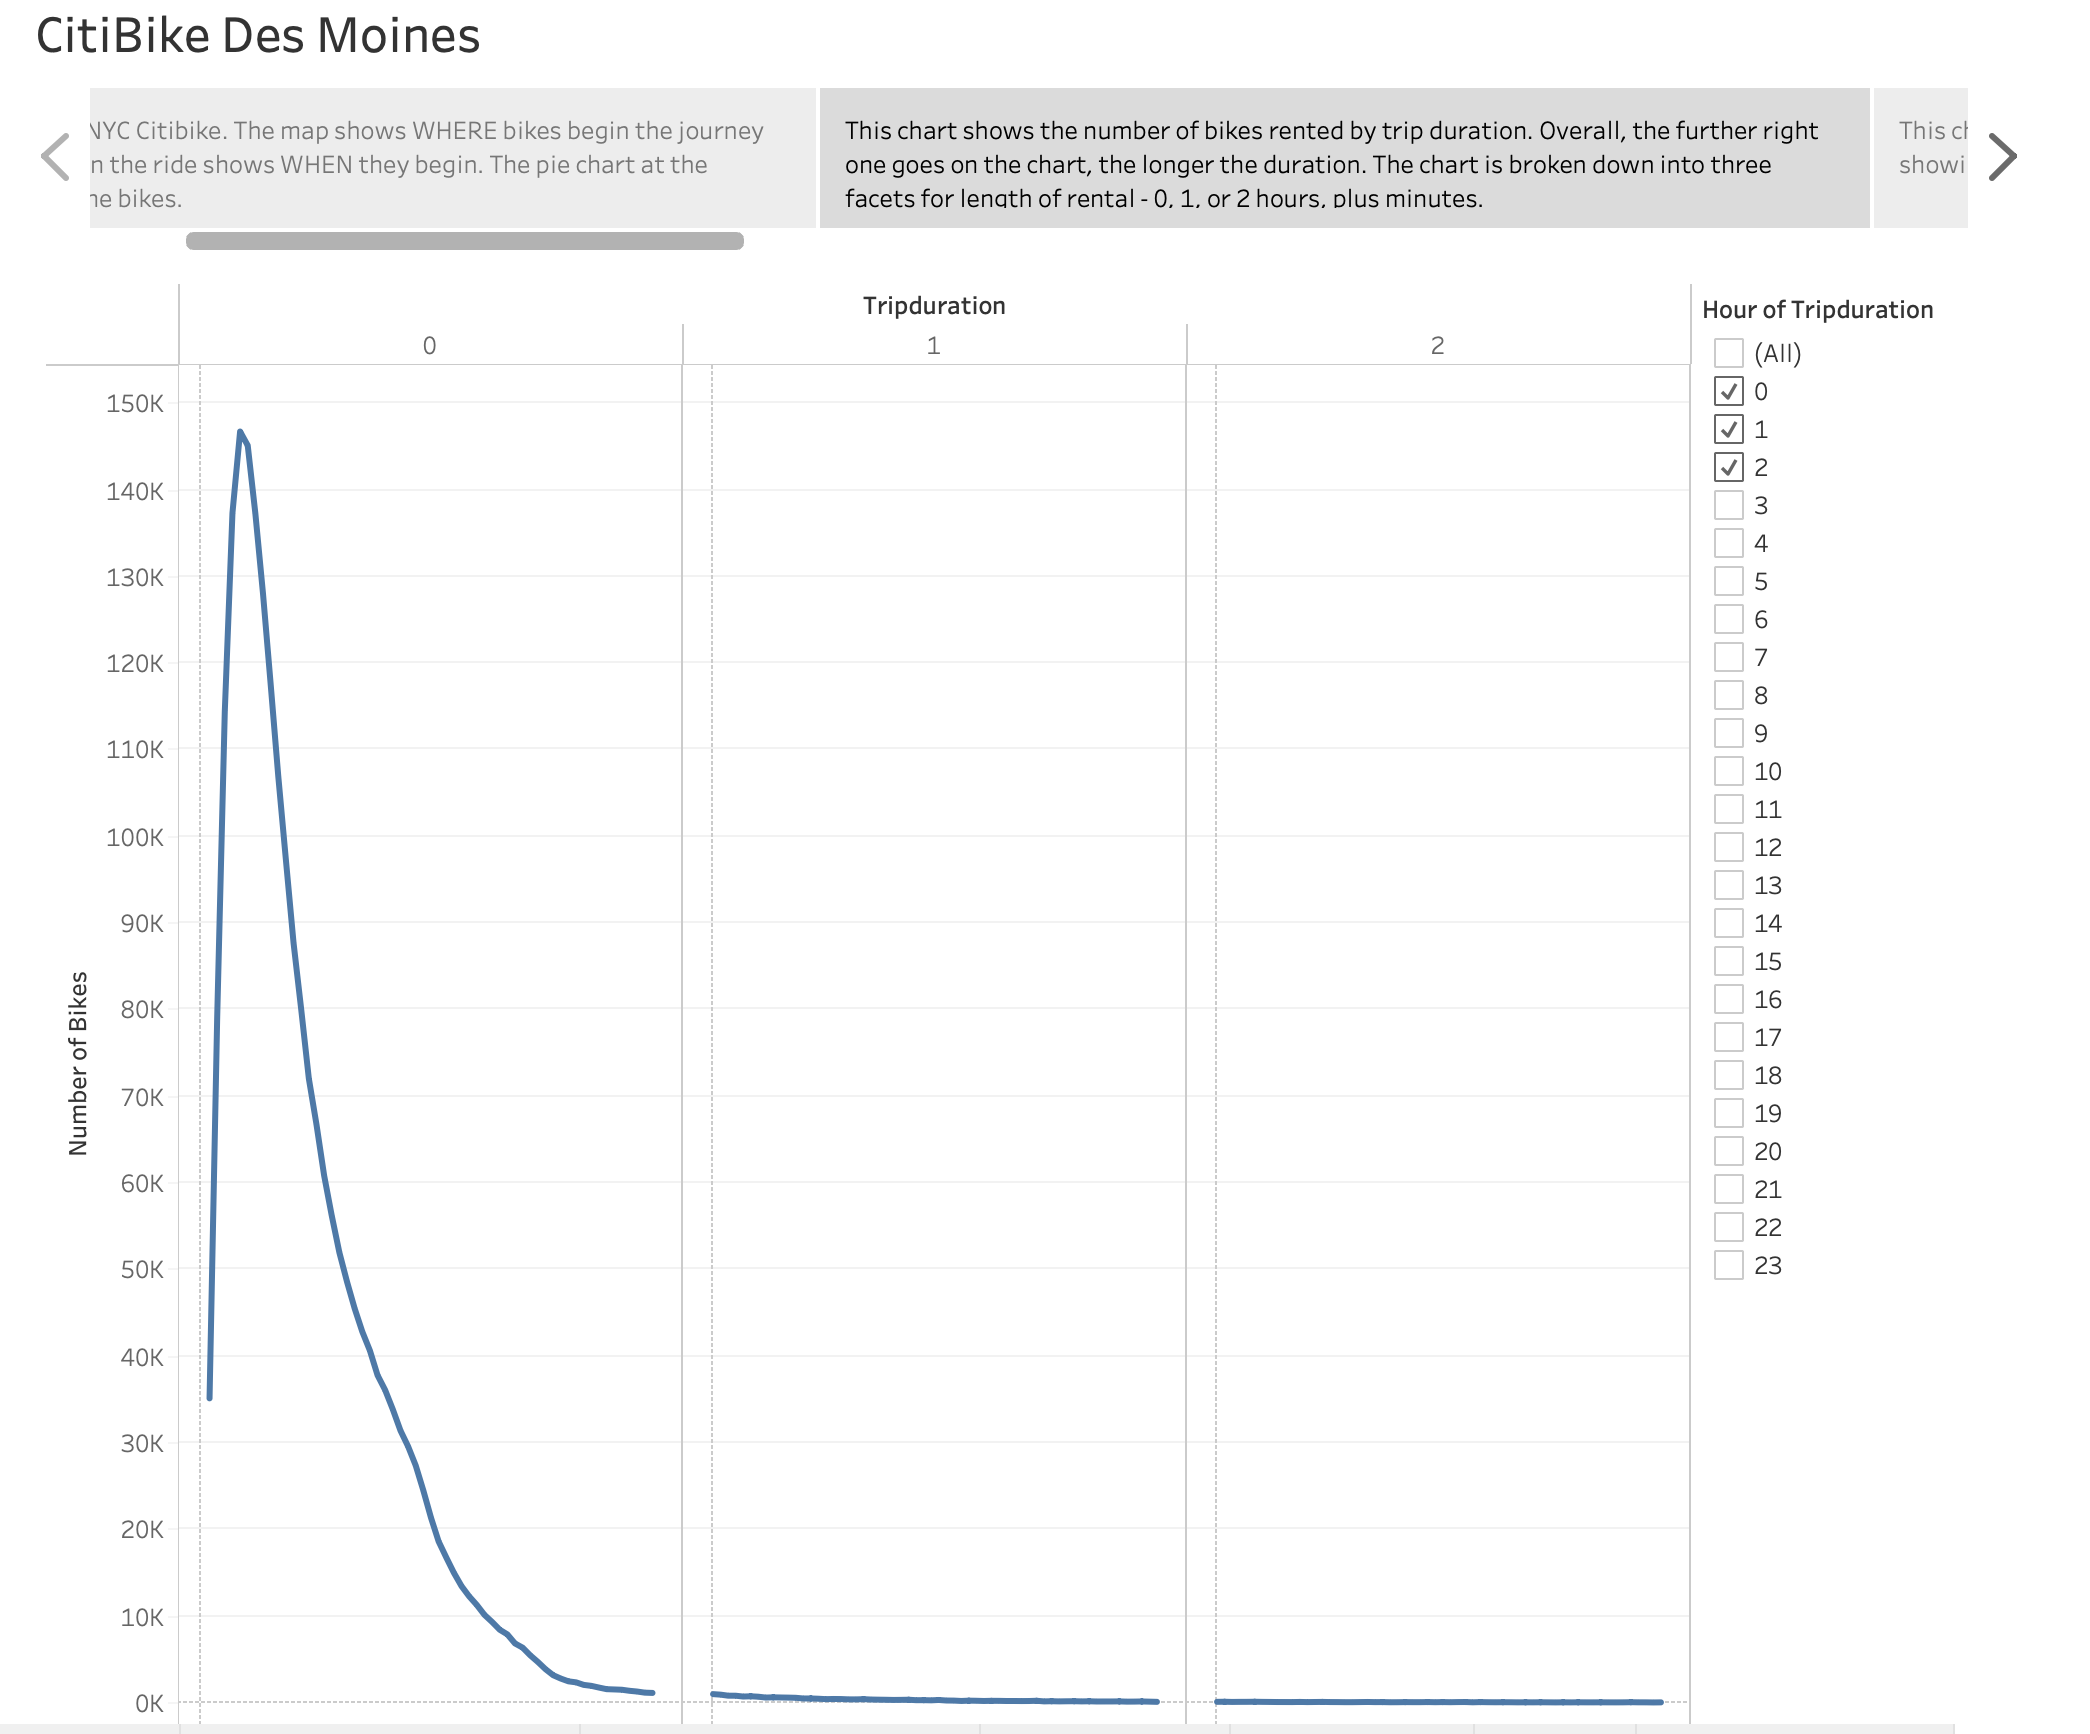 CitiBike Des Moines
NYC Citibike. The map shows WHERE bikes begin the journey
n the ride shows WHEN they begin. The pie chart at the
ne bikes.
This chart shows the number of bikes rented by trip duration. Overall, the further right
one goes on the chart, the longer the duration. The chart is broken down into three
facets for length of rental - 0, 1, or 2 hours, plus minutes.
This ch
showi
Tripduration
0
1
2
150K
140K
130K
120K
110K
100K
90K
80K
70K
60K
50K
40K
30K
20K
10K
0K
Number of Bikes
Hour of Tripduration
(All)
0
1
2
3
4
5
6
7
8
9
10
11
12
13
14
15
16
17
18
19
20
21
22
23